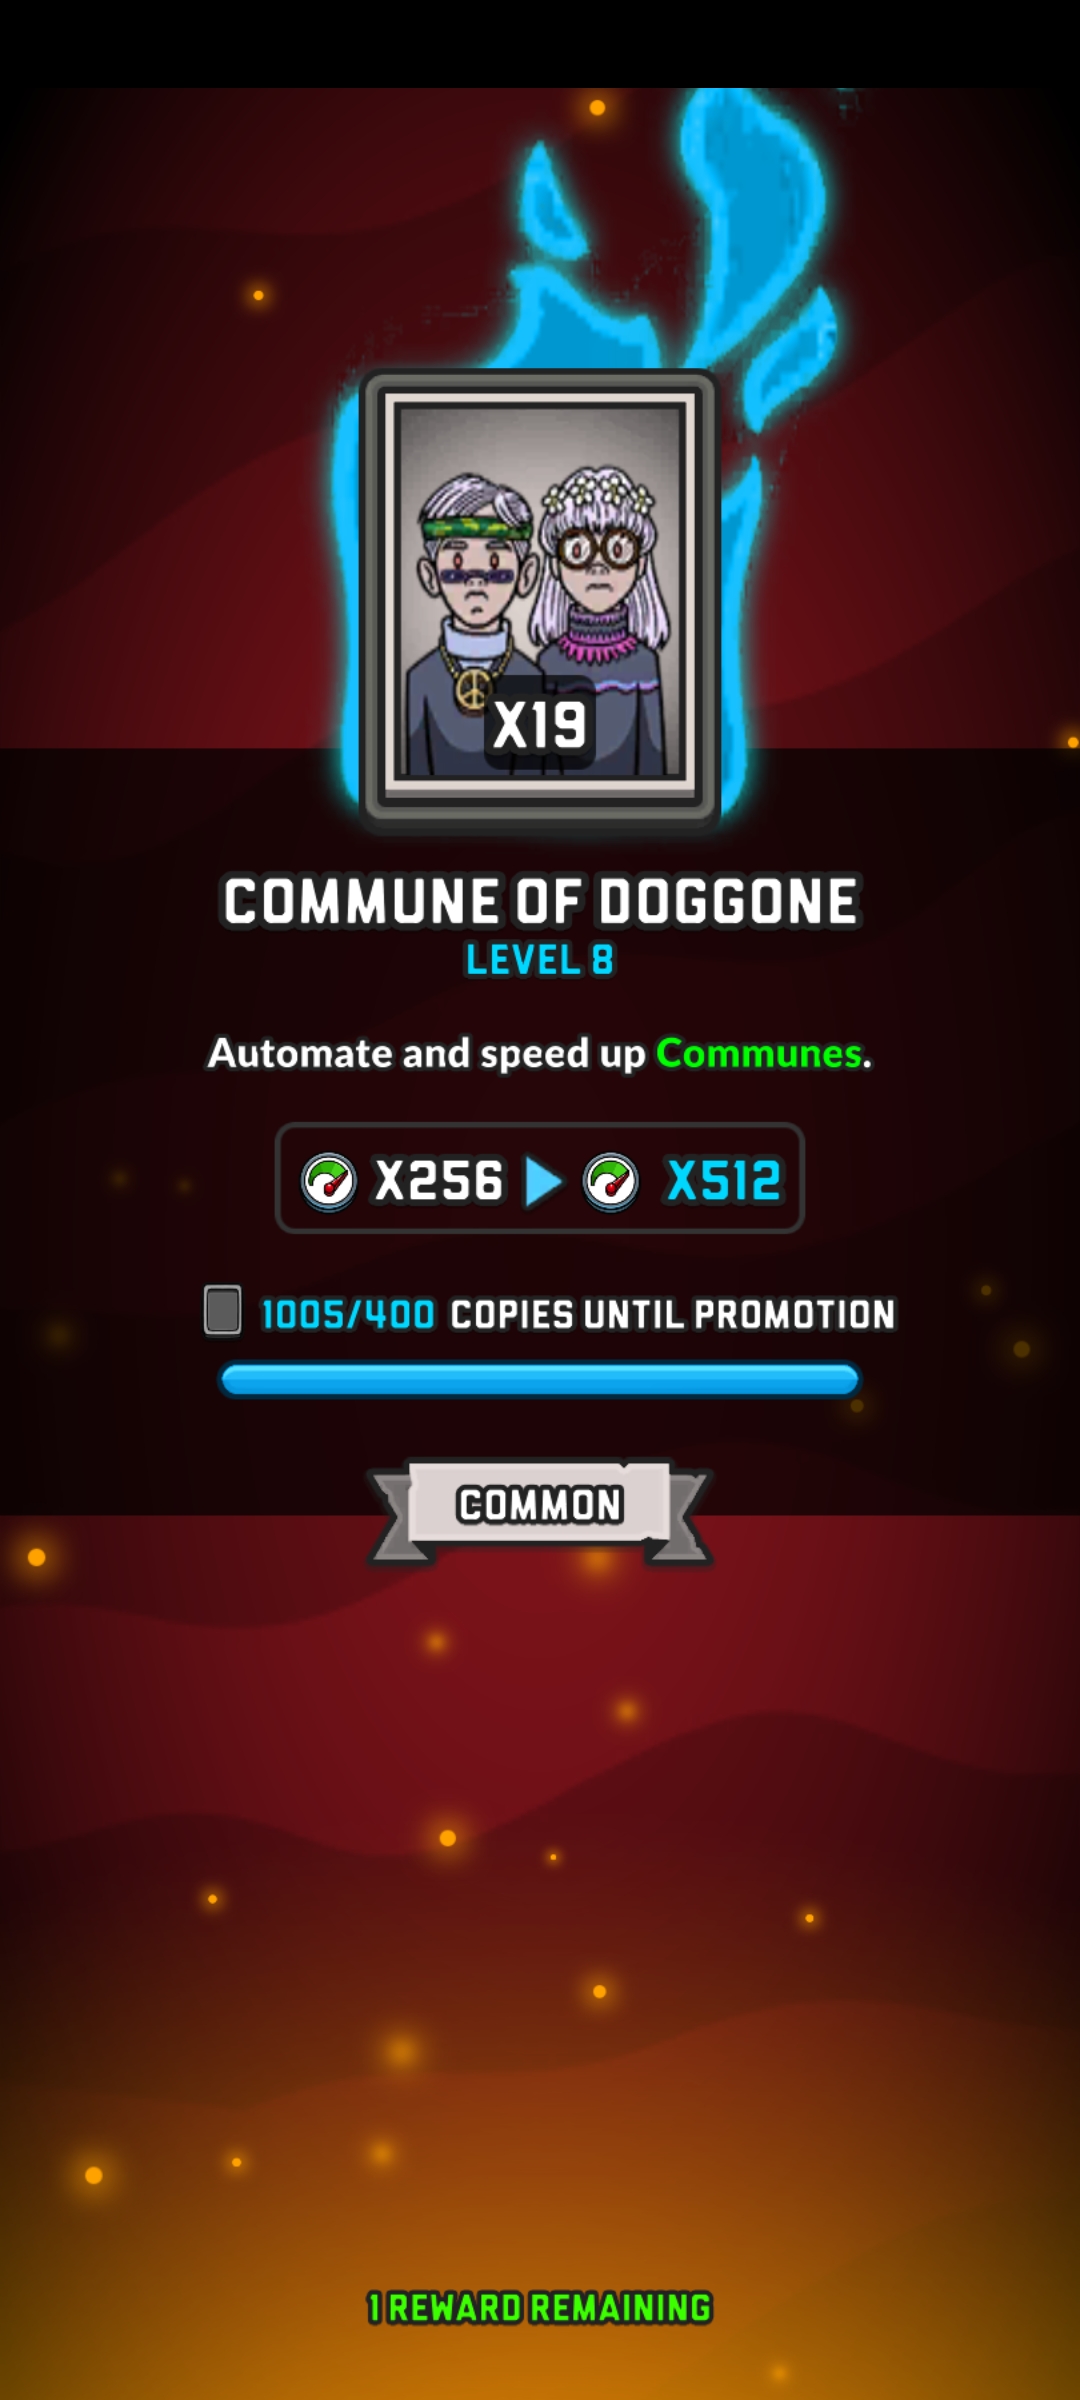 X19
COMMUNE OF DOGGONE
LEVEL 8
Automate and speed up Communes.
X256 X512
1005/400 COPIES UNTIL PROMOTION
COMMON
1 REWARD REMAINING